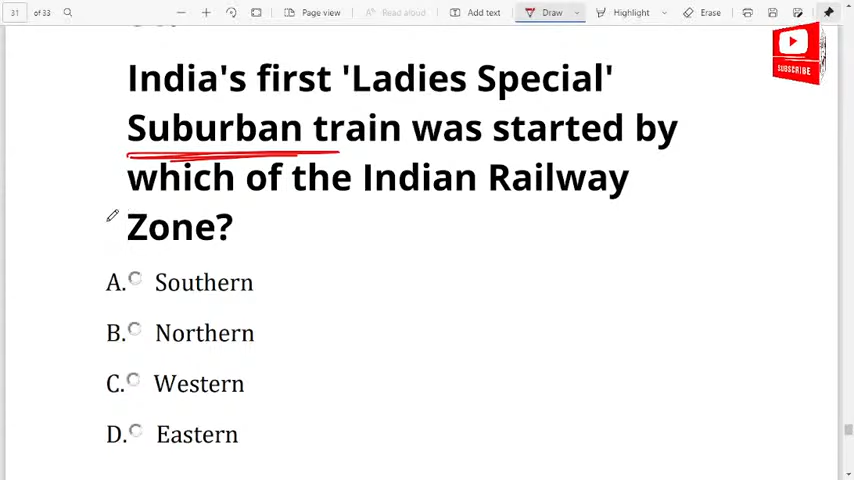 31 of 33 Page view Read aloud Add text Draw Highlight Erase
SUBSCRIBE
India's first 'Ladies Special'
Suburban train was started by
which of the Indian Railway
Zone?
A. Southern
B. Northern
C. Western
D. Eastern